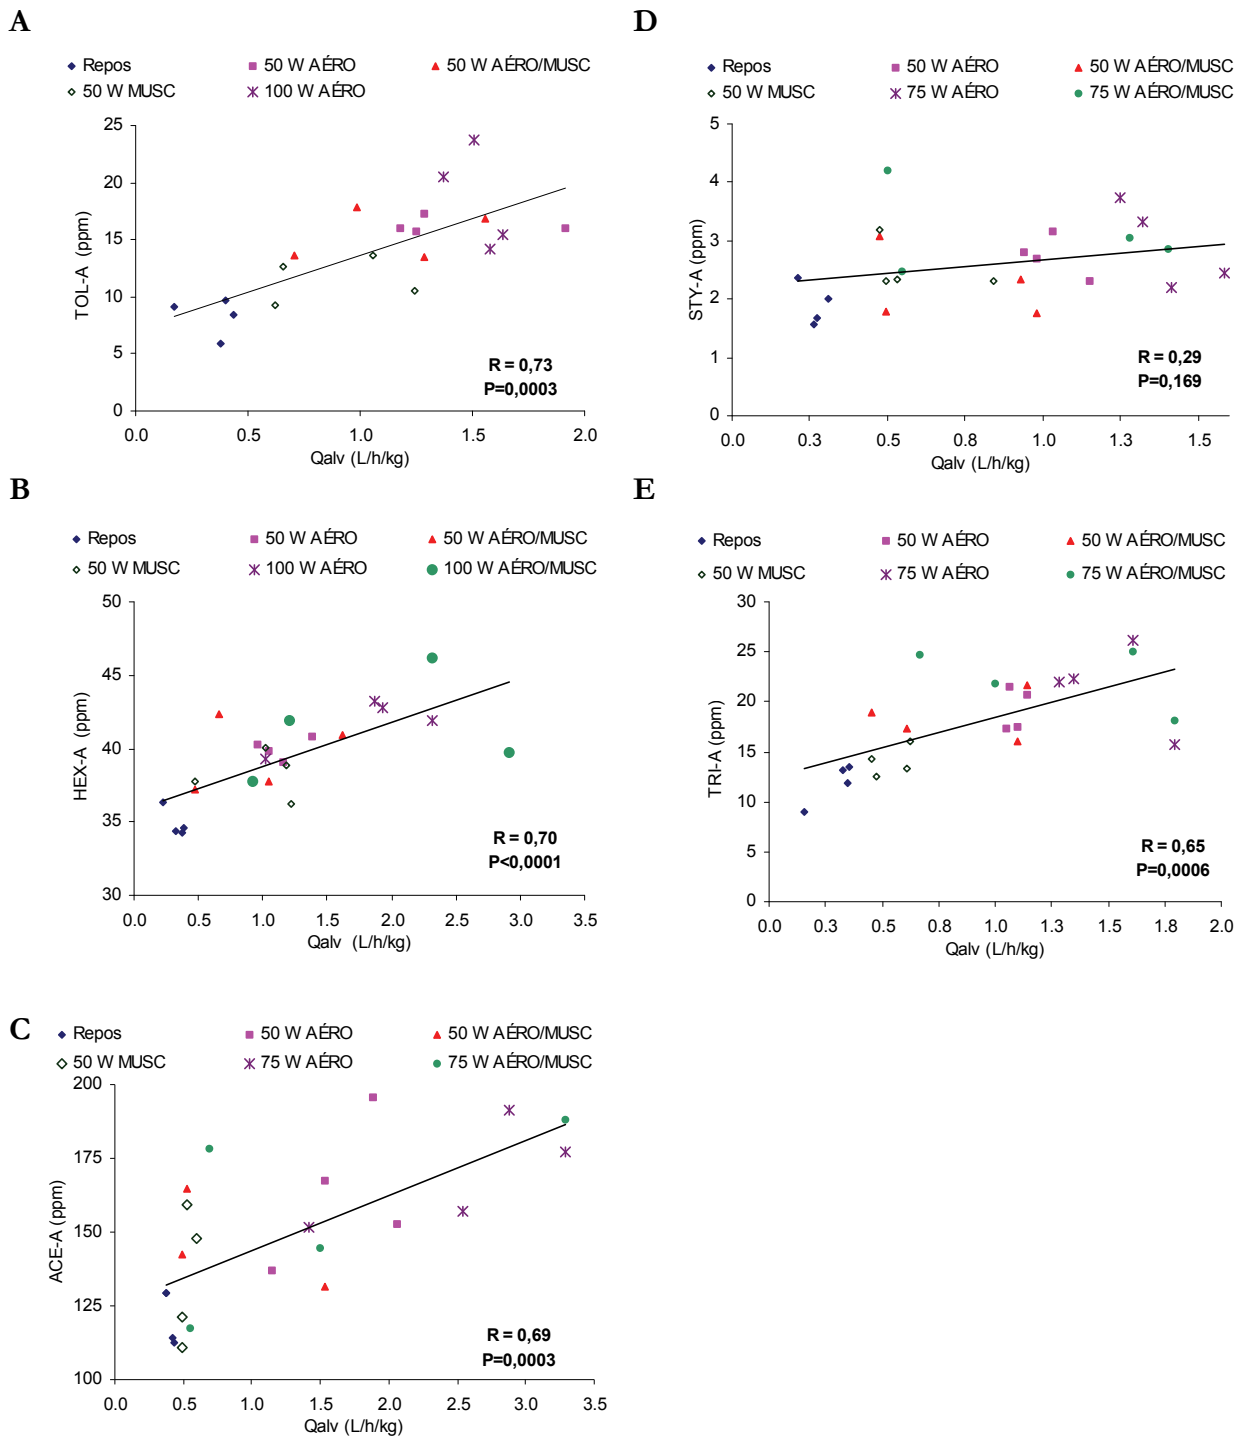 A
Repos 50 W AÉRO 50 W AÉRO/MUSC
50 W MUSC 100 W AÉRO
25
20
15
10
5
0
TOL-A (ppm)
R = 0,73
P=0,0003
0.0 0.5 1.0 1.5 2.0
Qalv (L/h/kg)
B
Repos 50 W AÉRO 50 W AÉRO/MUSC
50 W MUSC 100 W AÉRO 100 W AÉRO/MUSC
50
45
40
35
30
HEX-A (ppm)
R = 0,70
P<0,0001
0.0 0.5 1.0 1.5 2.0 2.5 3.0 3.5
Qalv (L/h/kg)
C
Repos 50 W AÉRO 50 W AÉRO/MUSC
50 W MUSC 75 W AÉRO 75 W AÉRO/MUSC
200
175
150
125
100
ACE-A (ppm)
R = 0,69
P=0,0003
0.0 0.5 1.0 1.5 2.0 2.5 3.0 3.5
Qalv (L/h/kg)
D
Repos 50 W AÉRO 50 W AÉRO/MUSC
50 W MUSC 75 W AÉRO 75 W AÉRO/MUSC
5
4
3
2
1
0
STY-A (ppm)
R = 0,29
P=0,169
0.0 0.3 0.5 0.8 1.0 1.3 1.5
Qalv (L/h/kg)
E
Repos 50 W AÉRO 50 W AÉRO/MUSC
50 W MUSC 75 W AÉRO 75 W AÉRO/MUSC
30
25
20
15
10
5
0
TRI-A (ppm)
R = 0,65
P=0,0006
0.0 0.3 0.5 0.8 1.0 1.3 1.5 1.8 2.0
Qalv (L/h/kg)